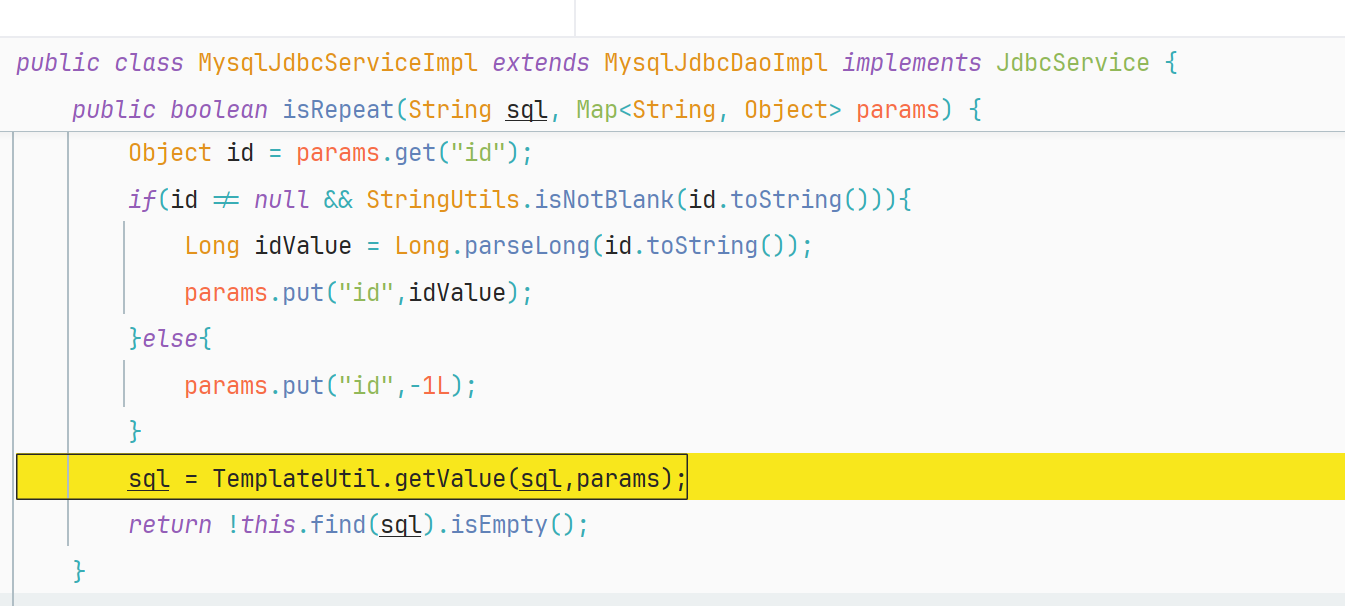 public class MysqlJdbcServiceImpl extends MysqlJdbcDaoImpl implements JdbcService {
public boolean isRepeat(String sql, Map<String, Object> params) {
Object id = params.get("id");
if(id != null && StringUtils.isNotBlank(id.toString())){
Long idValue = Long.parseLong(id.toString());
params.put("id",idValue);
}else{
params.put("id",-1L);
}
sql = TemplateUtil.getValue(sql,params);
return !this.find(sql).isEmpty();
}